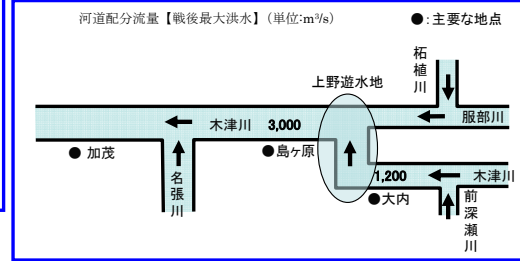 河道配分流量【戦後最大洪水】(単位:m³/s)
●:主要な地点
上野遊水地
柘植川
服部川
木津川
3,000
●加茂
●島ヶ原
名張川
1,200
木津川
●大内
前深瀬川